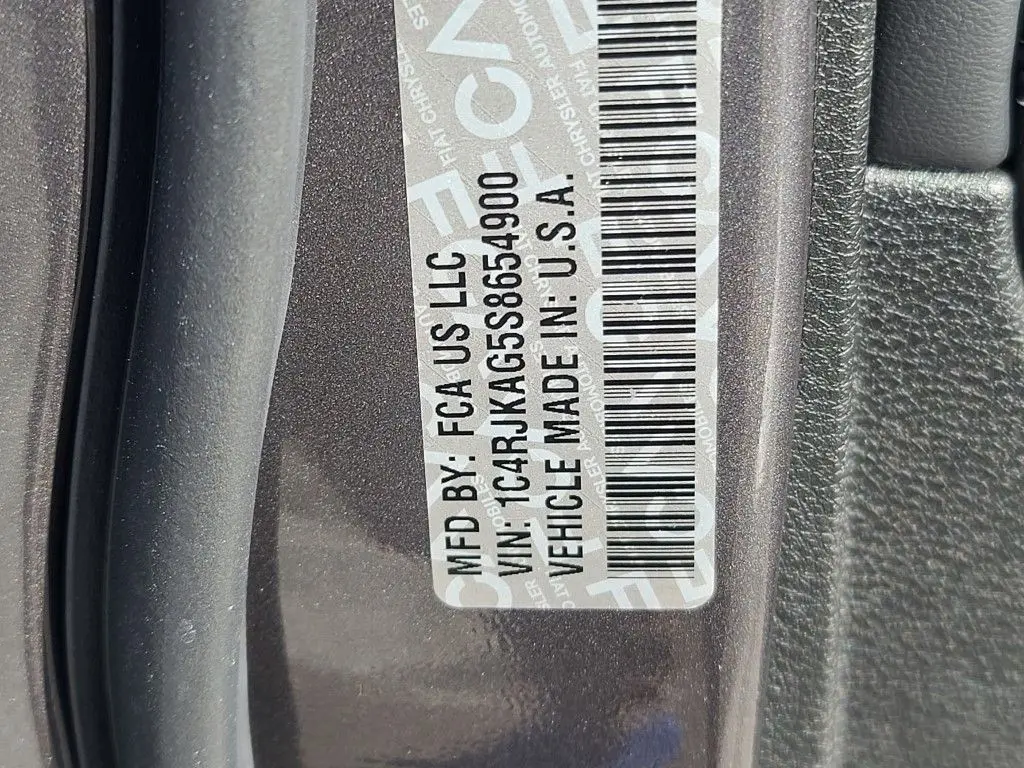 MFD BY: FCA US LLC
VIN: 1C4RJKAG5S8654900
VEHICLE MADE IN: U.S.A.